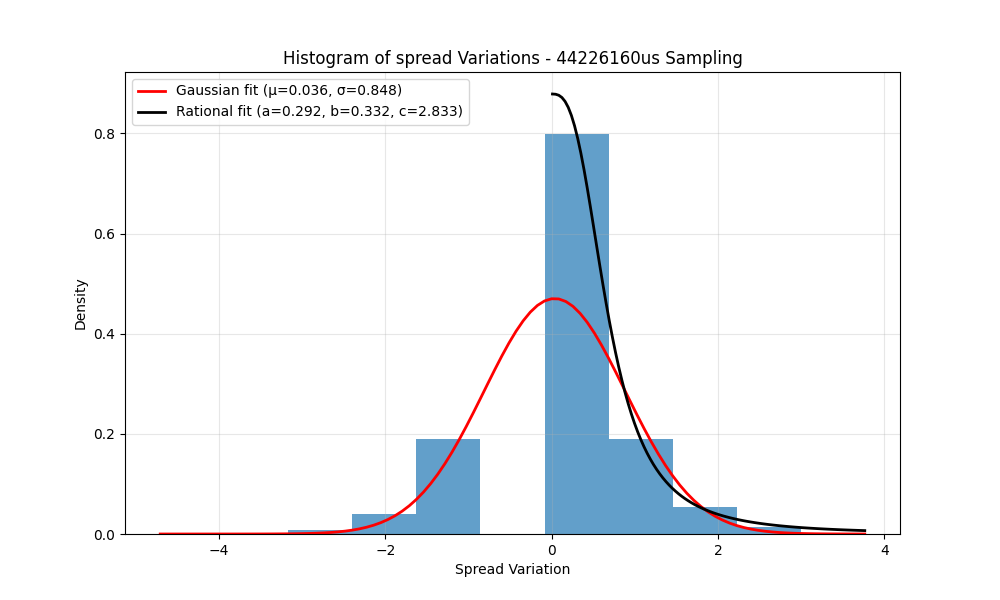 Histogram of spread Variations - 44226160us Sampling
Gaussian fit (μ=0.036, σ=0.848)
Rational fit (a=0.292, b=0.332, c=2.833)
Density
0.8
0.6
0.4
0.2
0.0
−4
−2
0
2
4
Spread Variation